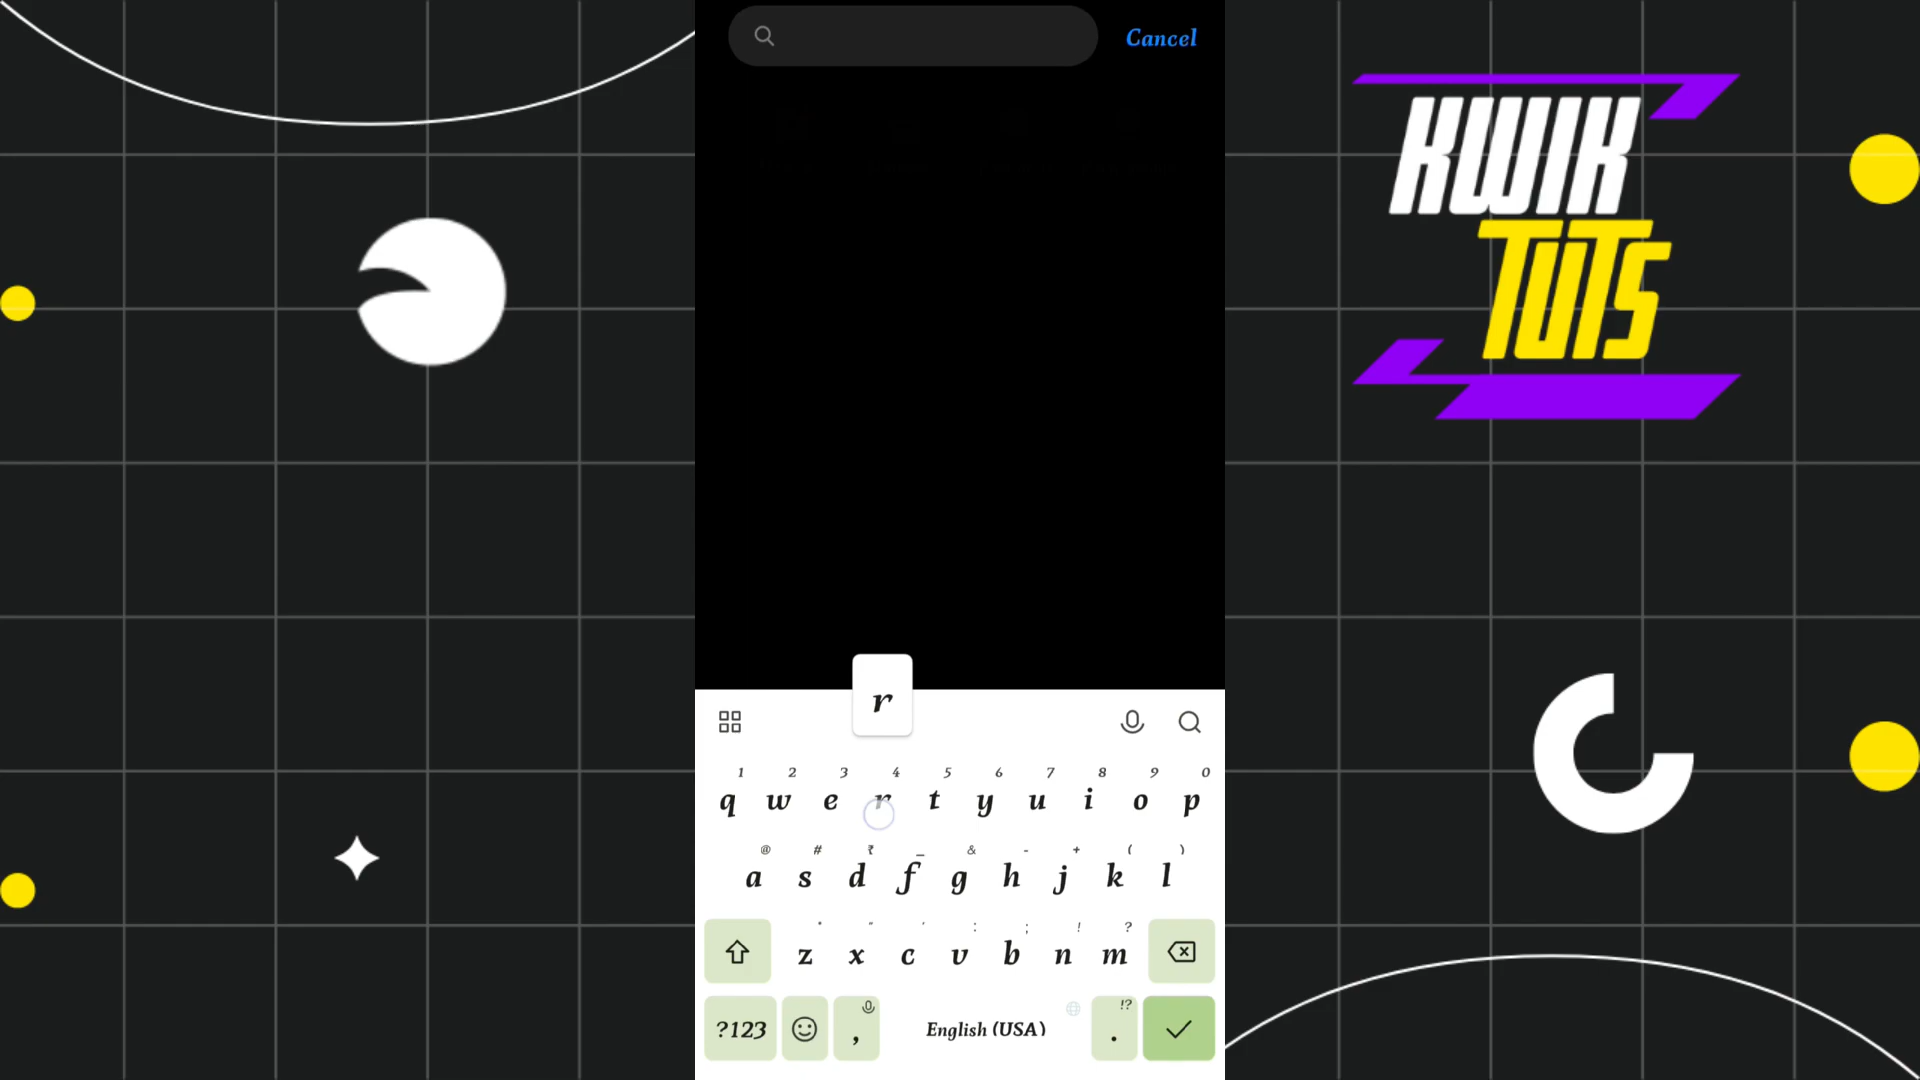 Cancel
KWIK
TUTS
r
1 2 3 4 5 6 7 8 9 0
q w e r t y u i o p
@ # ₹ _ & - + ( )
a s d f g h j k l
* " ' : ; ! ?
z x c v b n m
!?
?123 , English (USA) .